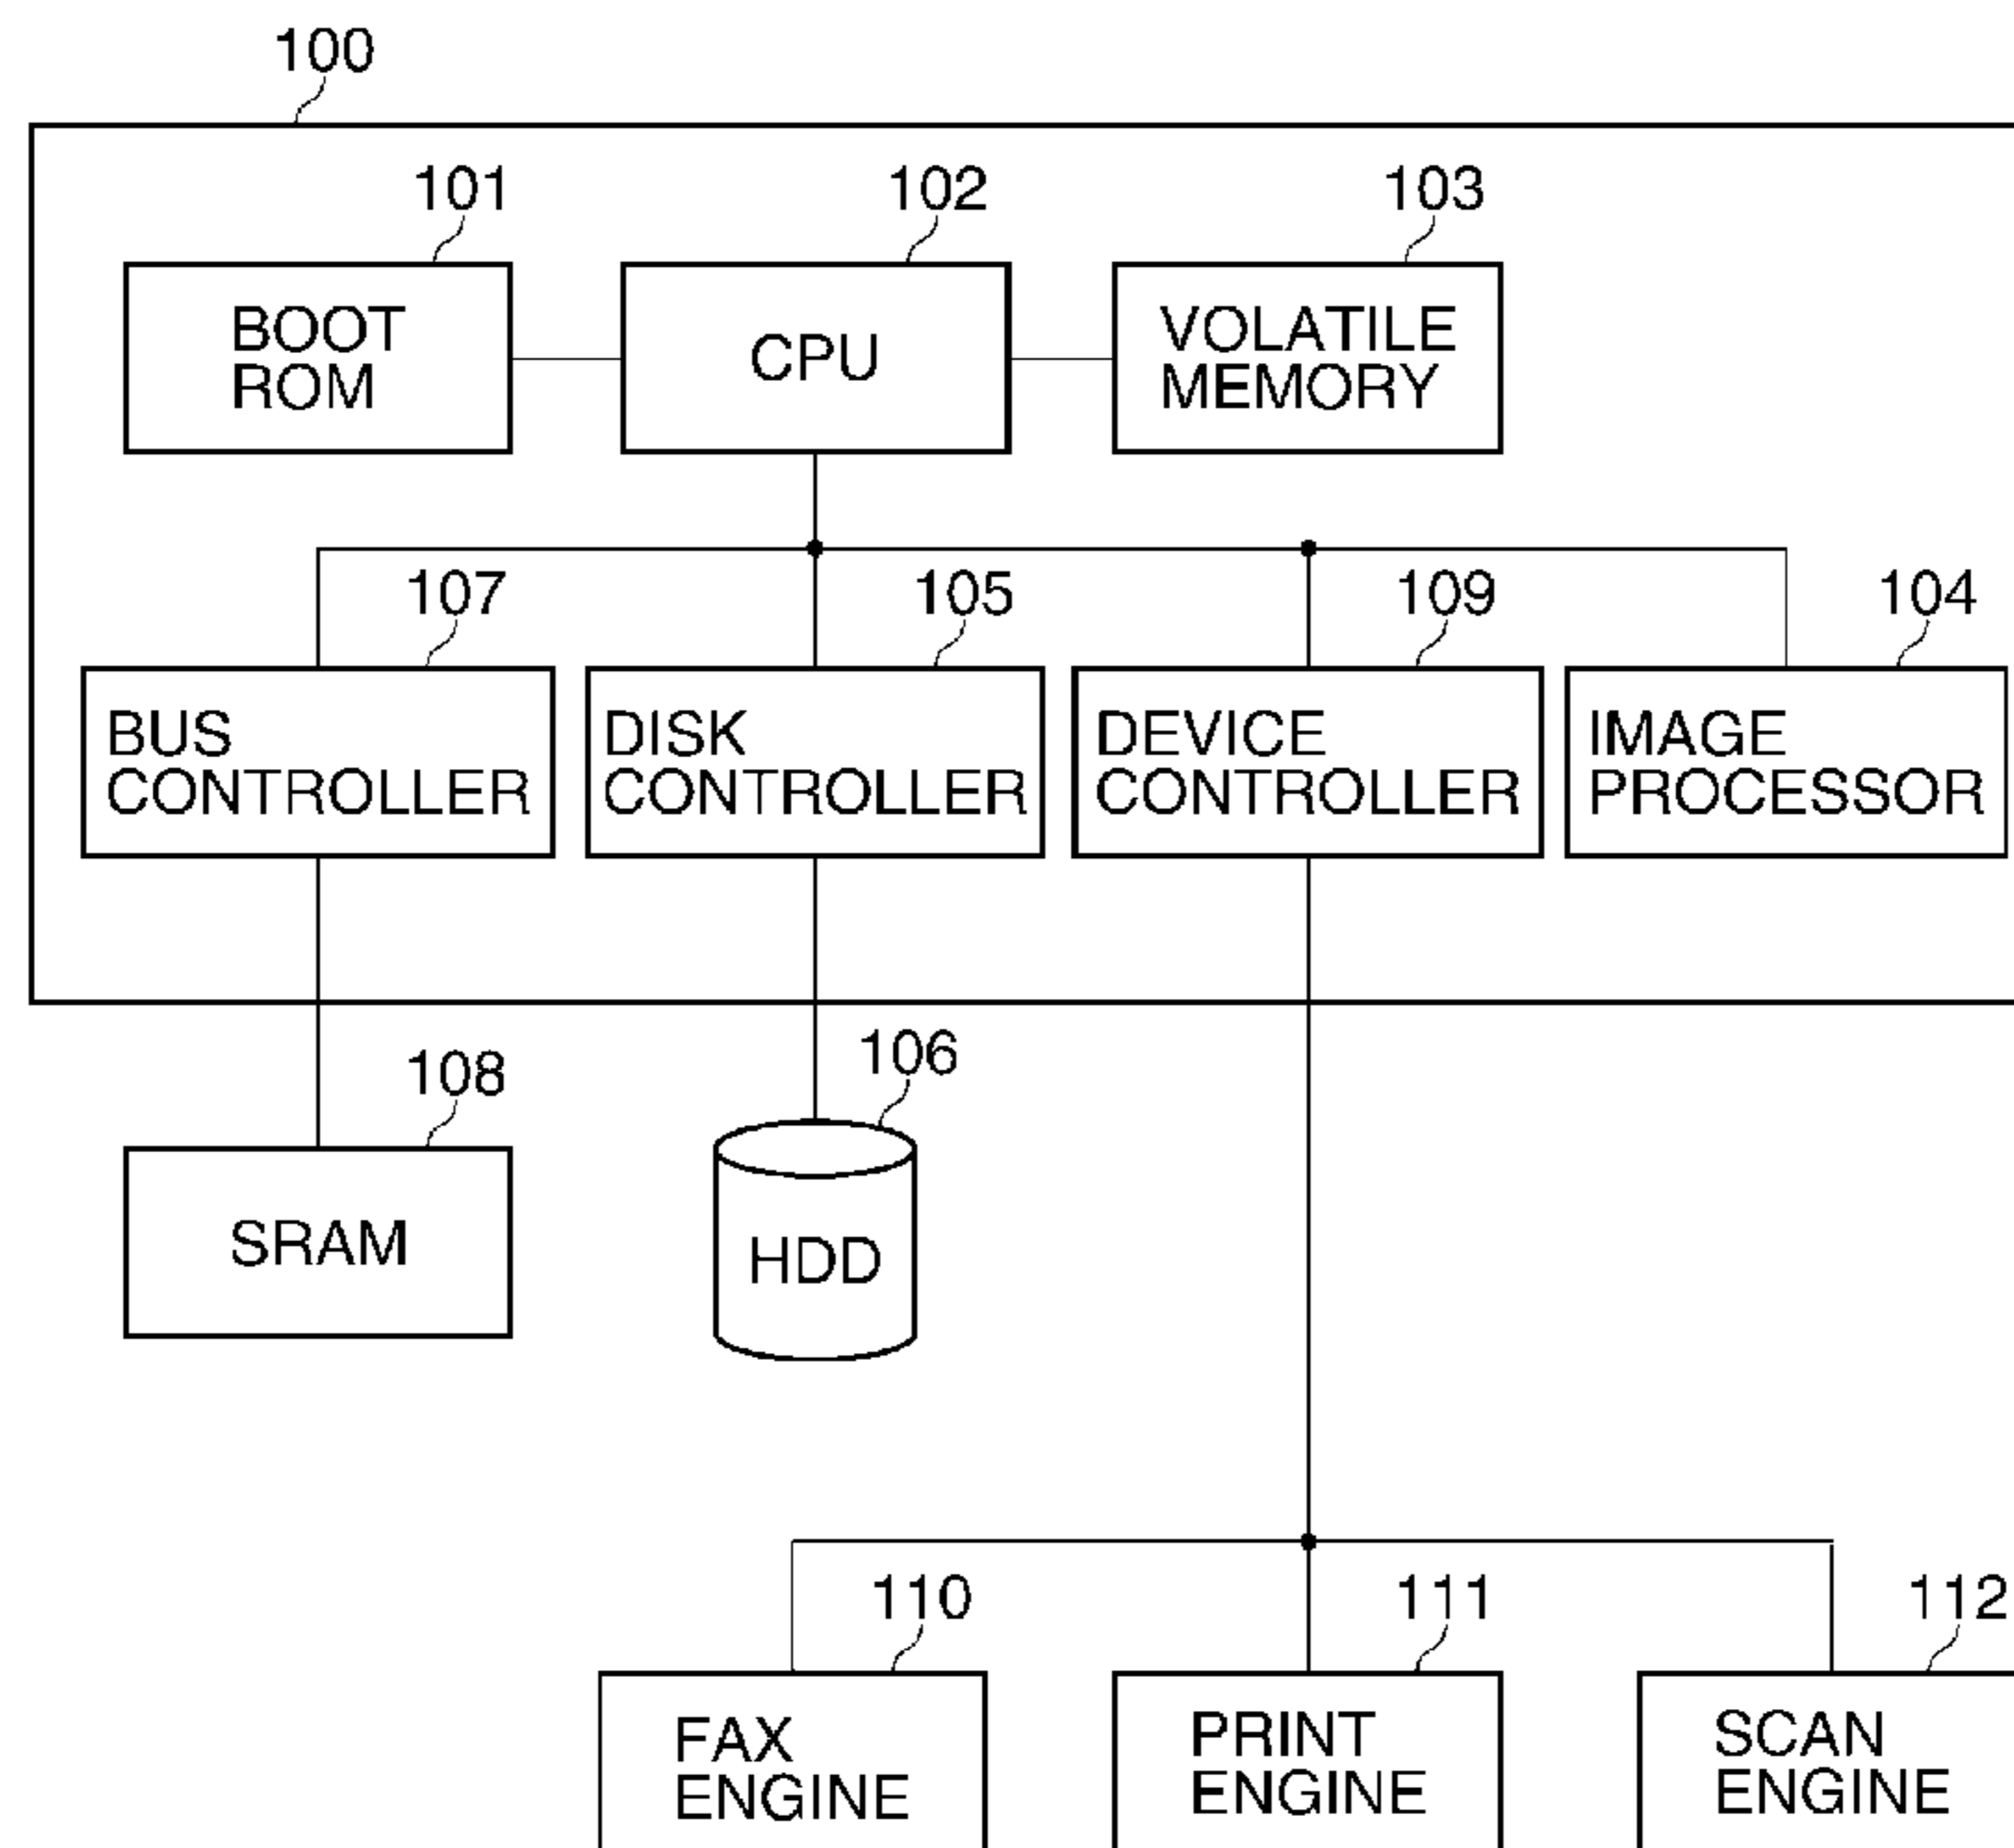 100
101
102
103
BOOT
ROM
CPU
VOLATILE
MEMORY
107
105
109
104
BUS
CONTROLLER
DISK
CONTROLLER
DEVICE
CONTROLLER
IMAGE
PROCESSOR
108
106
SRAM
HDD
110
111
112
FAX
ENGINE
PRINT
ENGINE
SCAN
ENGINE